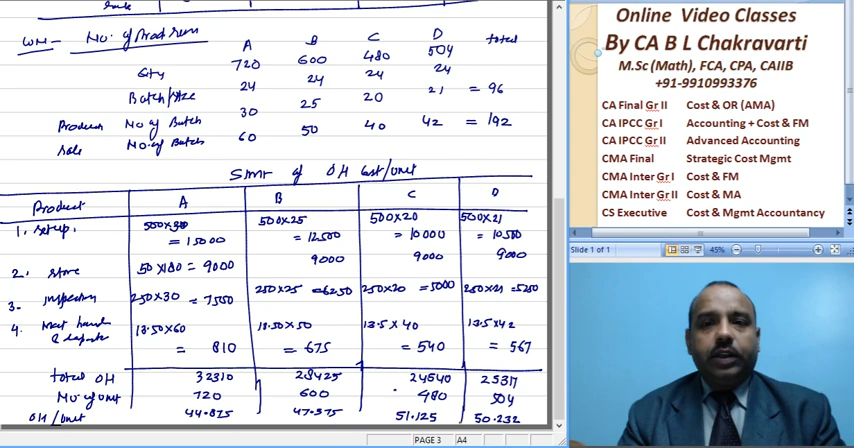 Sale
WN- No. of Prod Run
A B C D total
Qty 720 600 480 504
Batch size 24 24 24 24
Production No of Batch 30 25 20 21 = 96
Sale No. of Batch 60 50 40 42 = 192
Stmt of OH Cost/unit
Product A B C D
1. Setup. 500×30 500×25 500×20 500×21
= 15000 = 12500 = 10000 = 10500
2. Store 50×180 = 9000 9000 9000 9000
3. Inspection 250×30 = 7500 250×25 = 6250 250×20 = 5000 250×21 = 5250
4. Mat hand 13.50×60 13.50×50 13.5×40 13.5×42
= 810 = 675 = 540 = 567
total OH 32310 28425 24540 25317
No. of unit 720 600 480 504
OH/Unit 44.875 47.375 51.125 50.232
PAGE 3 A4
Online Video Classes
By CA B L Chakravarti
M.Sc (Math), FCA, CPA, CAIIB
+91-9910993376
CA Final Gr II Cost & OR (AMA)
CA IPCC Gr I Accounting + Cost & FM
CA IPCC Gr II Advanced Accounting
CMA Final Strategic Cost Mgmt
CMA Inter Gr I Cost & FM
CMA Inter Gr II Cost & MA
CS Executive Cost & Mgmt Accountancy
Slide 1 of 1 45%